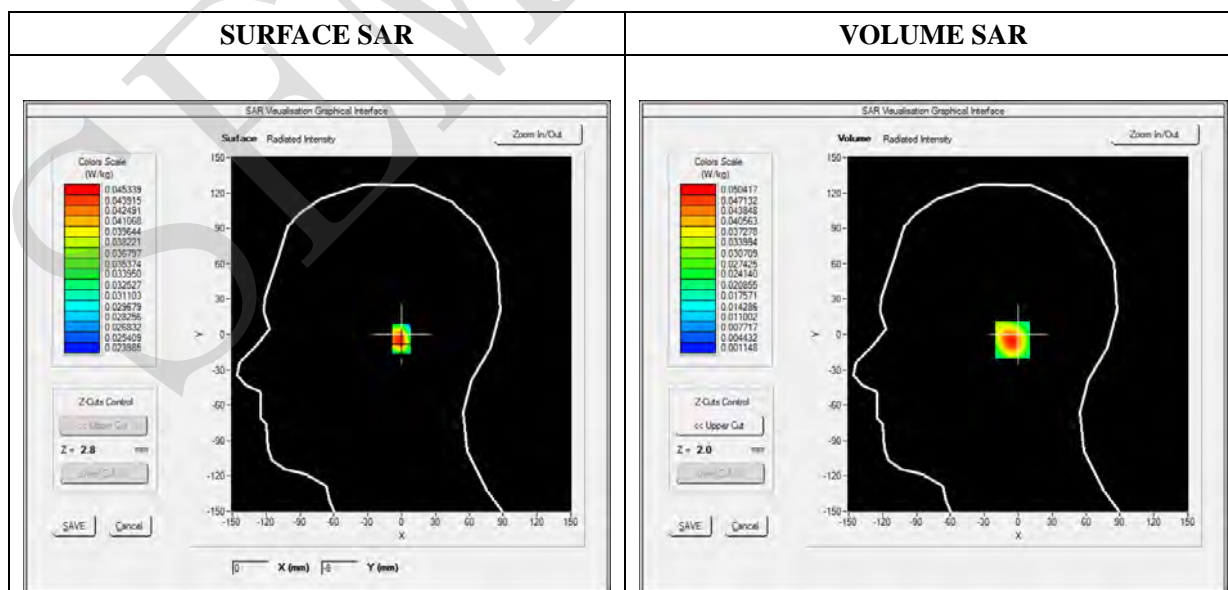 SURFACE SAR
VOLUME SAR
SAR Visualisation Graphical Interface
Surface Radiated Intensity
Zoom In/Out
Colors Scale
(W/kg)
0.045339
0.043915
0.042491
0.041068
0.039644
0.038221
0.036797
0.035374
0.033950
0.032527
0.031103
0.029679
0.028256
0.026832
0.025409
0.023985
150
120
90
60
30
0
-30
-60
-90
-120
-150
Y
-150 -120 -90 -60 -30 0 30 60 90 120 150
X
Z-Cuts Control
<< Upper Cut
Z = 2.8 mm
SAVE
Cancel
0 X (mm) -8 Y (mm)
SAR Visualisation Graphical Interface
Volume Radiated Intensity
Zoom In/Out
Colors Scale
(W/kg)
0.050417
0.047132
0.043848
0.040563
0.037278
0.033994
0.030709
0.027425
0.024140
0.020855
0.017571
0.014286
0.011002
0.007717
0.004432
0.001148
150
120
90
60
30
0
-30
-60
-90
-120
-150
Y
-150 -120 -90 -60 -30 0 30 60 90 120 150
X
Z-Cuts Control
<< Upper Cut
Z = 2.0 mm
SAVE
Cancel